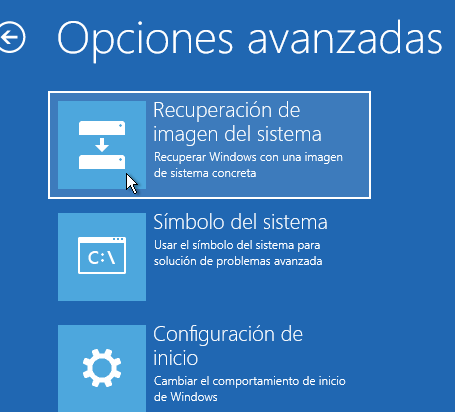 Opciones avanzadas
Recuperación de
imagen del sistema
Recuperar Windows con una imagen
de sistema concreta
C:\
Símbolo del sistema
Usar el símbolo del sistema para
solución de problemas avanzada
Configuración de
inicio
Cambiar el comportamiento de inicio
de Windows